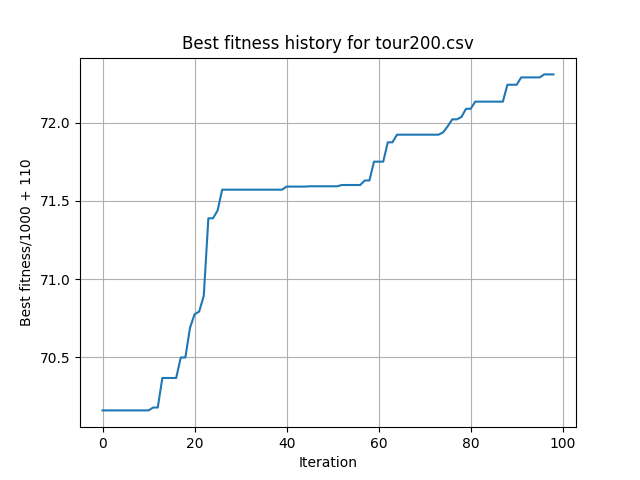 Best fitness history for tour200.csv
72.0
71.5
71.0
70.5
Best fitness/1000 + 110
0 20 40 60 80 100
Iteration